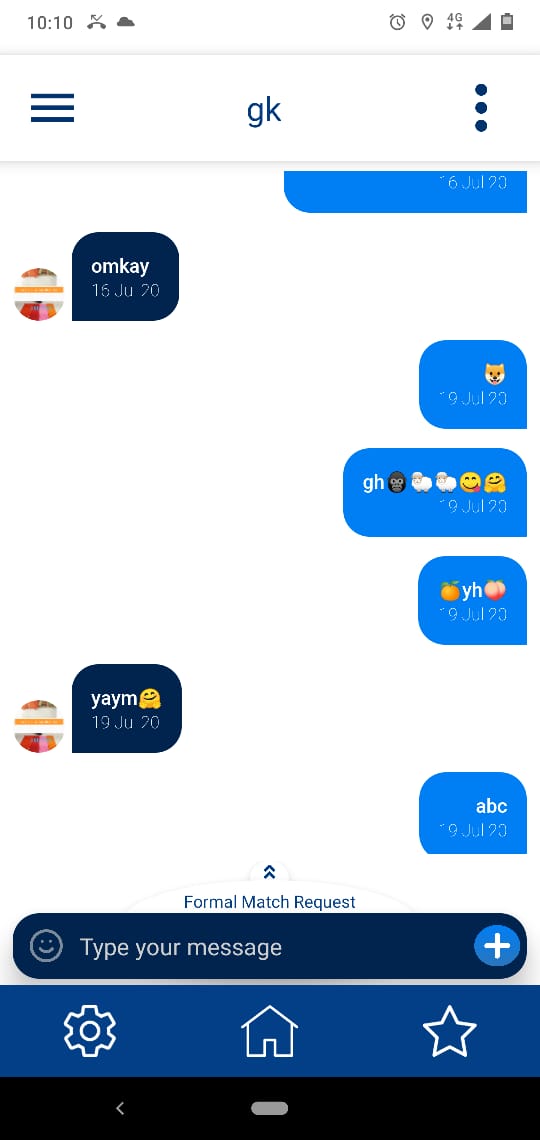 10:10
4G
gk
16 Jul 20
omkay
16 Jul 20
🐶
19 Jul 20
gh🦍🐑🐑😋🤗
19 Jul 20
🍊yh🍑
19 Jul 20
yaym🤗
19 Jul 20
abc
19 Jul 20
Formal Match Request
Type your message